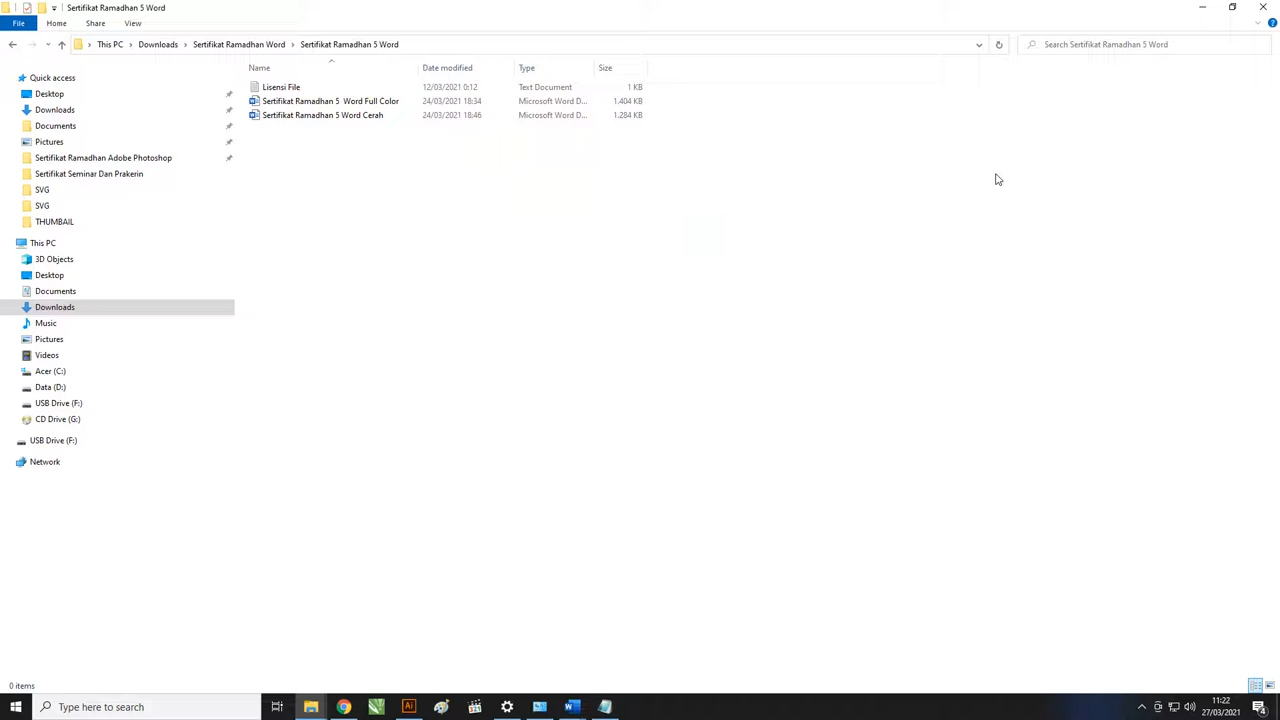 Sertifikat Ramadhan 5 Word
File Home Share View
This PC Downloads Sertifikat Ramadhan Word Sertifikat Ramadhan 5 Word
Search Sertifikat Ramadhan 5 Word
Name Date modified Type Size
Lisensi File 12/03/2021 0:12 Text Document 1 KB
Sertifikat Ramadhan 5 Word Full Color 24/03/2021 18:34 Microsoft Word D... 1.404 KB
Sertifikat Ramadhan 5 Word Cerah 24/03/2021 18:46 Microsoft Word D... 1.284 KB
Quick access
Desktop
Downloads
Documents
Pictures
Sertifikat Ramadhan Adobe Photoshop
Sertifikat Seminar Dan Prakerin
SVG
SVG
THUMBAIL
This PC
3D Objects
Desktop
Documents
Downloads
Music
Pictures
Videos
Acer (C:)
Data (D:)
USB Drive (F:)
CD Drive (G:)
USB Drive (F:)
Network
0 items
Type here to search
Ai
11:22
27/03/2021
4